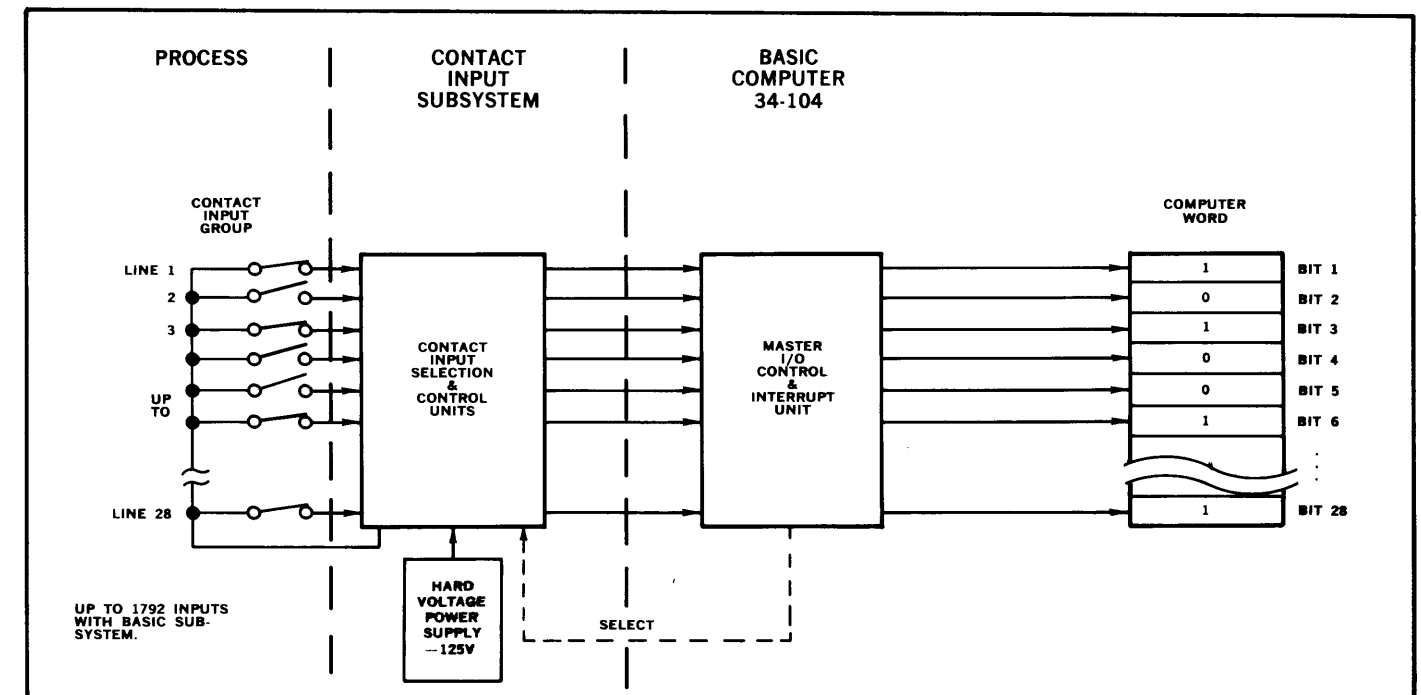 PROCESS
CONTACT
INPUT
SUBSYSTEM
BASIC
COMPUTER
34-104
CONTACT
INPUT
GROUP
COMPUTER
WORD
LINE 1
2
3
UP
TO
LINE 28
CONTACT
INPUT
SELECTION
&
CONTROL
UNITS
MASTER
I/O
CONTROL
&
INTERRUPT
UNIT
1 BIT 1
0 BIT 2
1 BIT 3
0 BIT 4
0 BIT 5
1 BIT 6
1 BIT 28
HARD
VOLTAGE
POWER
SUPPLY
—125V
SELECT
UP TO 1792 INPUTS
WITH BASIC SUB-
SYSTEM.